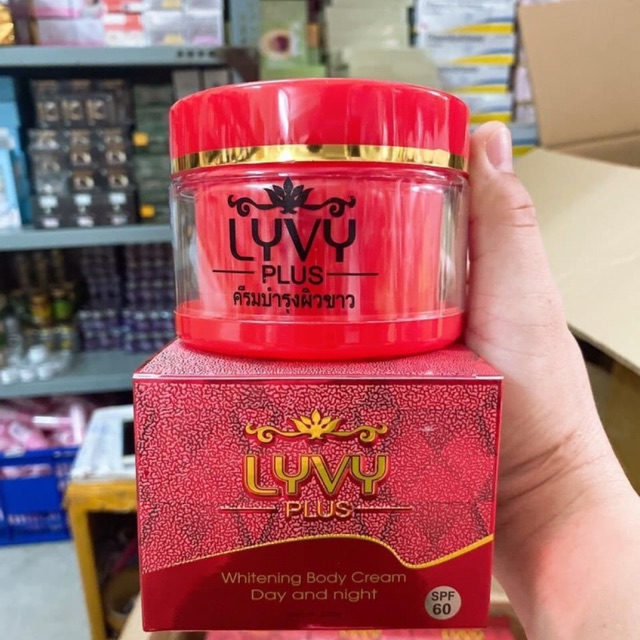 LYVY
PLUS
ครีมบำรุงผิวขาว
LYVY
PLUS
Whitening Body Cream
Day and night
SPF
60